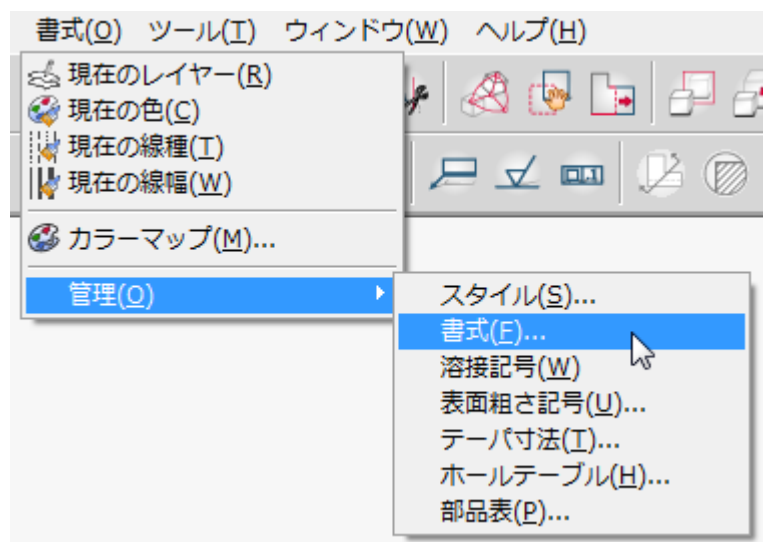 書式(O) ツール(T) ウィンドウ(W) ヘルプ(H)
現在のレイヤー(R)
現在の色(C)
現在の線種(T)
現在の線幅(W)
カラーマップ(M)...
管理(O)
スタイル(S)...
書式(F)...
溶接記号(W)
表面粗さ記号(U)...
テーパ寸法(T)...
ホールテーブル(H)...
部品表(P)...